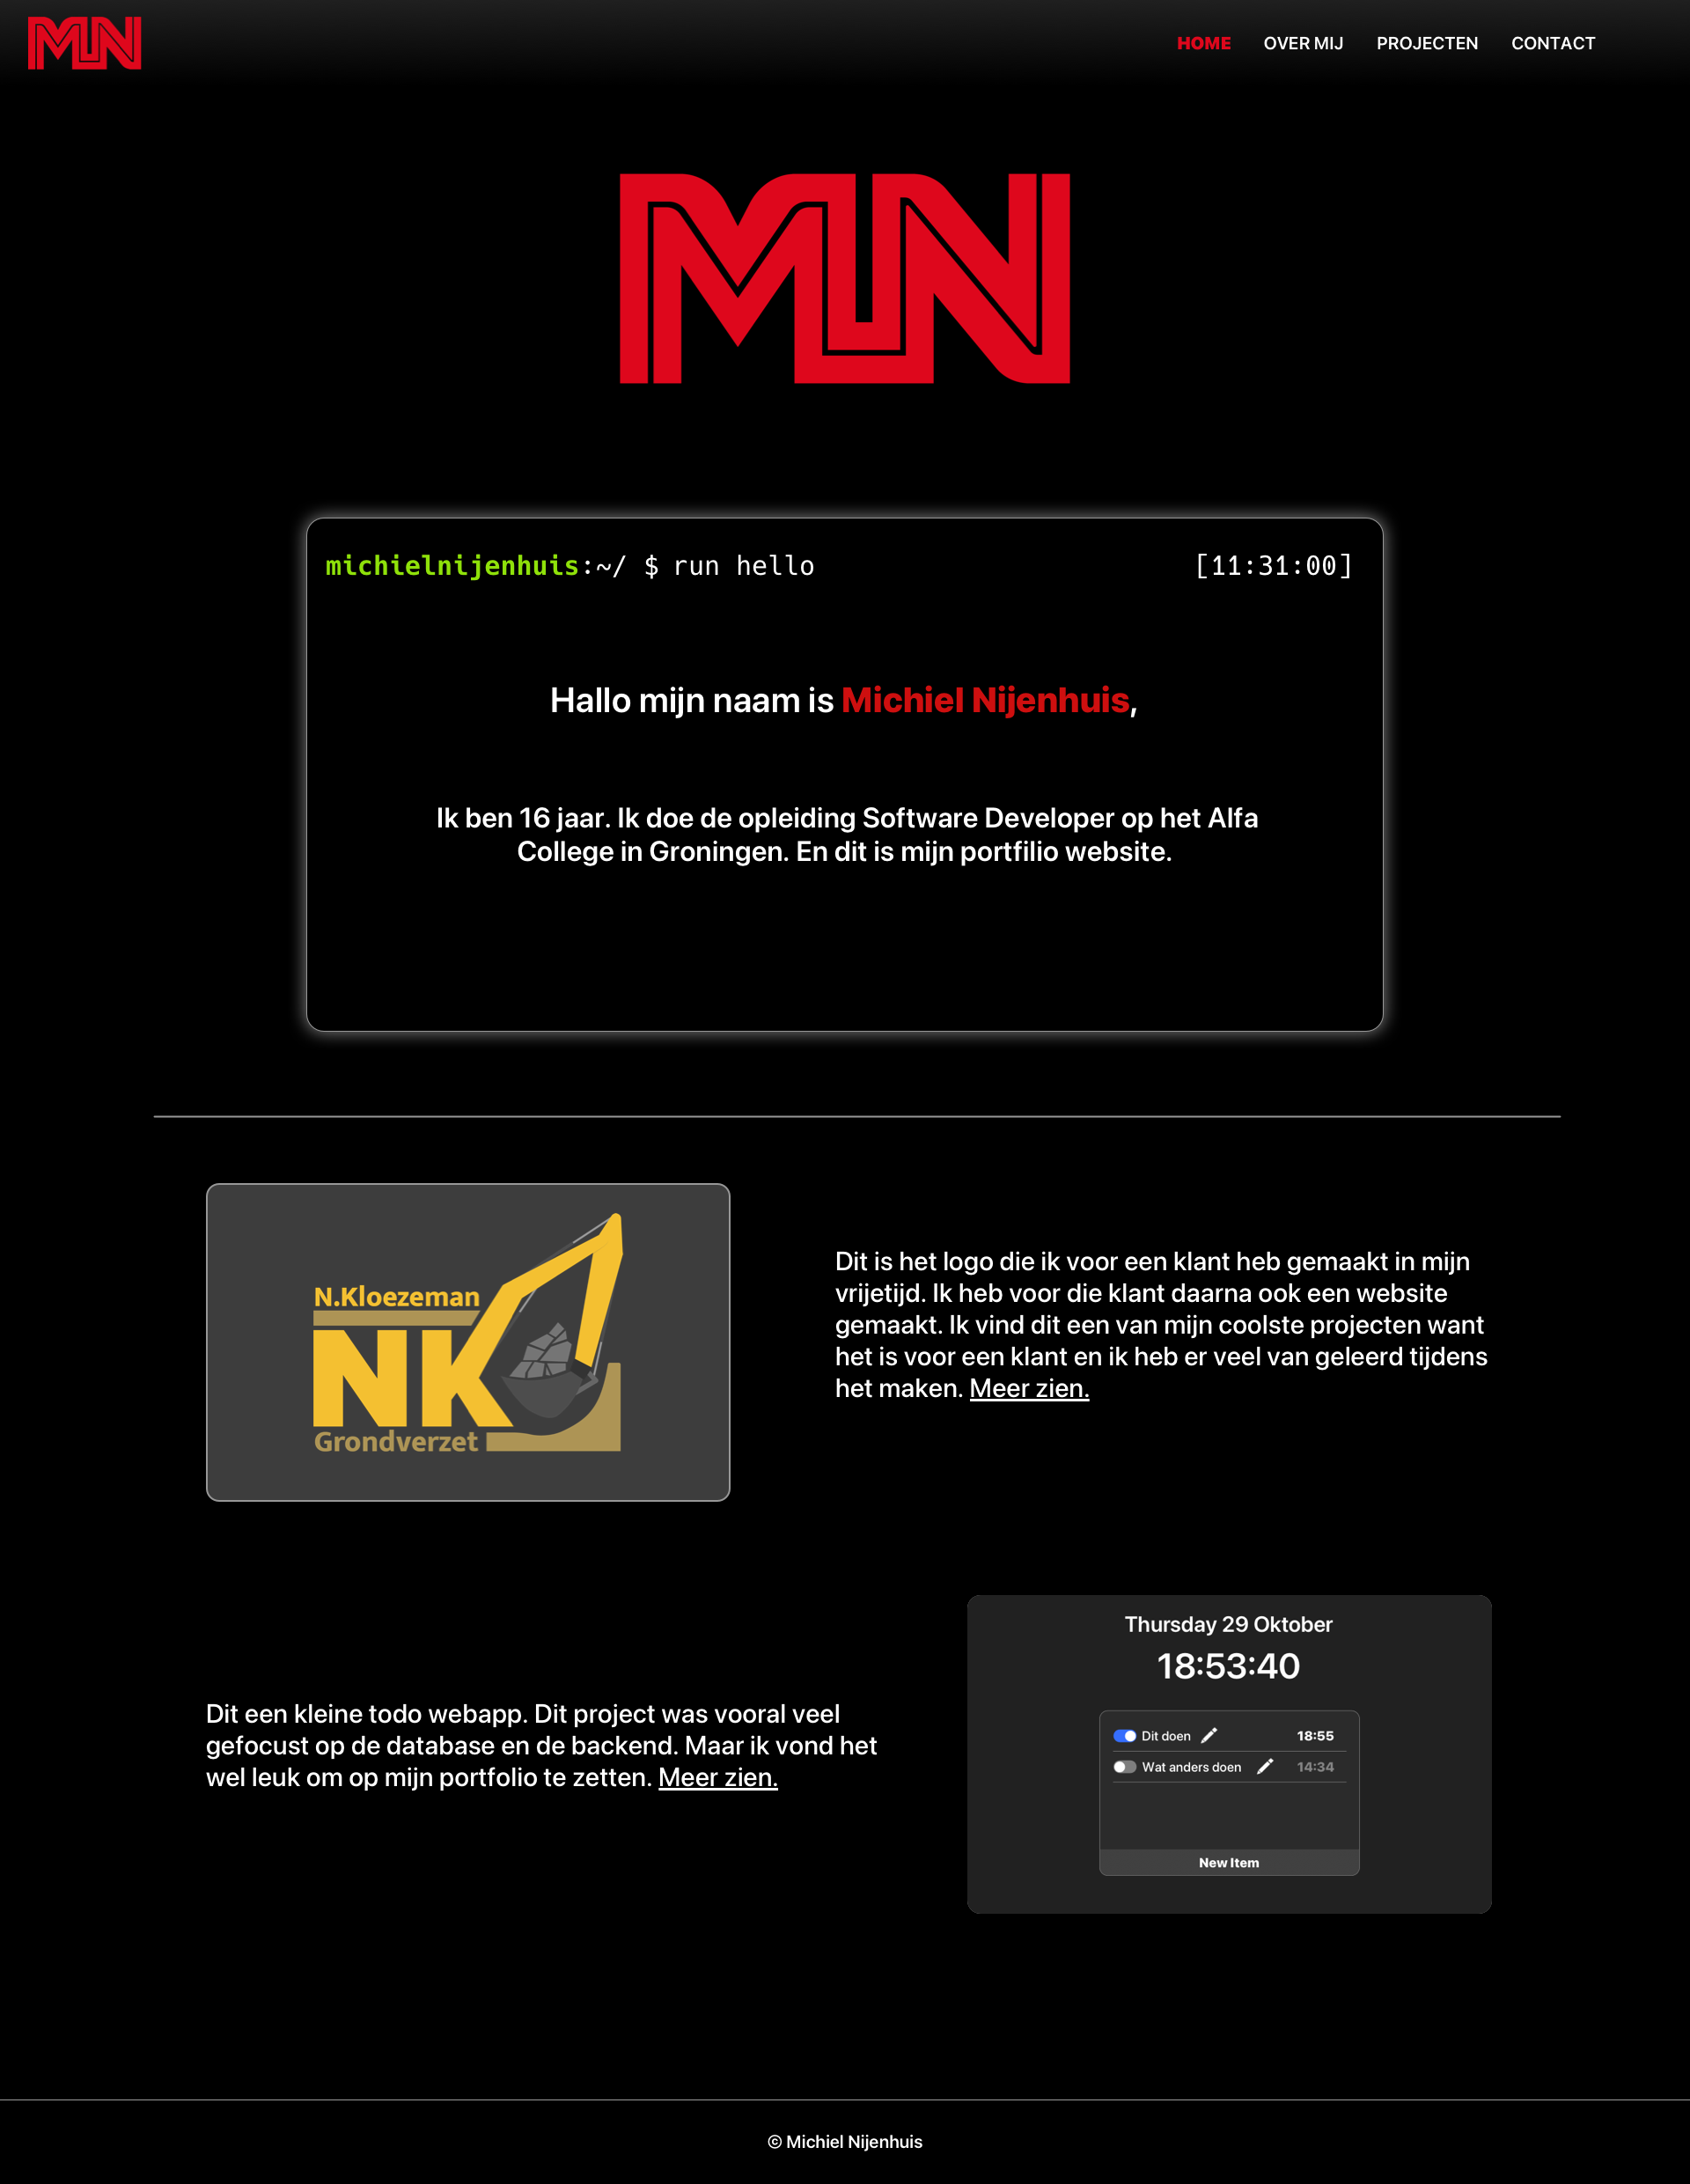 MN
HOME OVER MIJ PROJECTEN CONTACT
MN
michielnijenhuis:~/ $ run hello [11:31:00]
Hallo mijn naam is Michiel Nijenhuis,
Ik ben 16 jaar. Ik doe de opleiding Software Developer op het Alfa
College in Groningen. En dit is mijn portfilio website.
N.Kloezeman
NK
Grondverzet
Dit is het logo die ik voor een klant heb gemaakt in mijn
vrijetijd. Ik heb voor die klant daarna ook een website
gemaakt. Ik vind dit een van mijn coolste projecten want
het is voor een klant en ik heb er veel van geleerd tijdens
het maken. Meer zien.
Dit een kleine todo webapp. Dit project was vooral veel
gefocust op de database en de backend. Maar ik vond het
wel leuk om op mijn portfolio te zetten. Meer zien.
Thursday 29 Oktober
18:53:40
Dit doen 18:55
Wat anders doen 14:34
New Item
© Michiel Nijenhuis